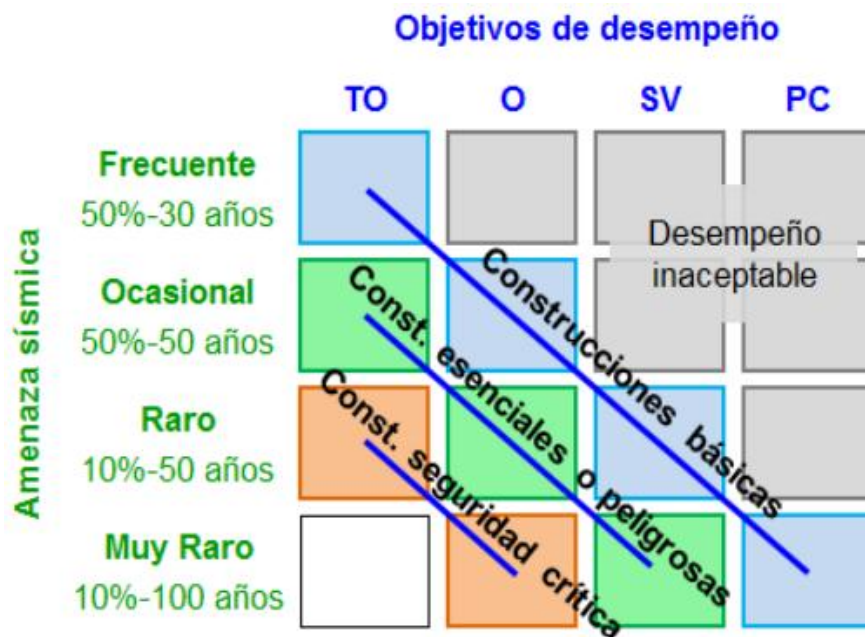 Objetivos de desempeño
TO O SV PC
Amenaza sísmica
Frecuente
50%-30 años
Ocasional
50%-50 años
Raro
10%-50 años
Muy Raro
10%-100 años
Desempeño
inaceptable
Construcciones básicas
Const. esenciales o peligrosas
Const. seguridad crítica